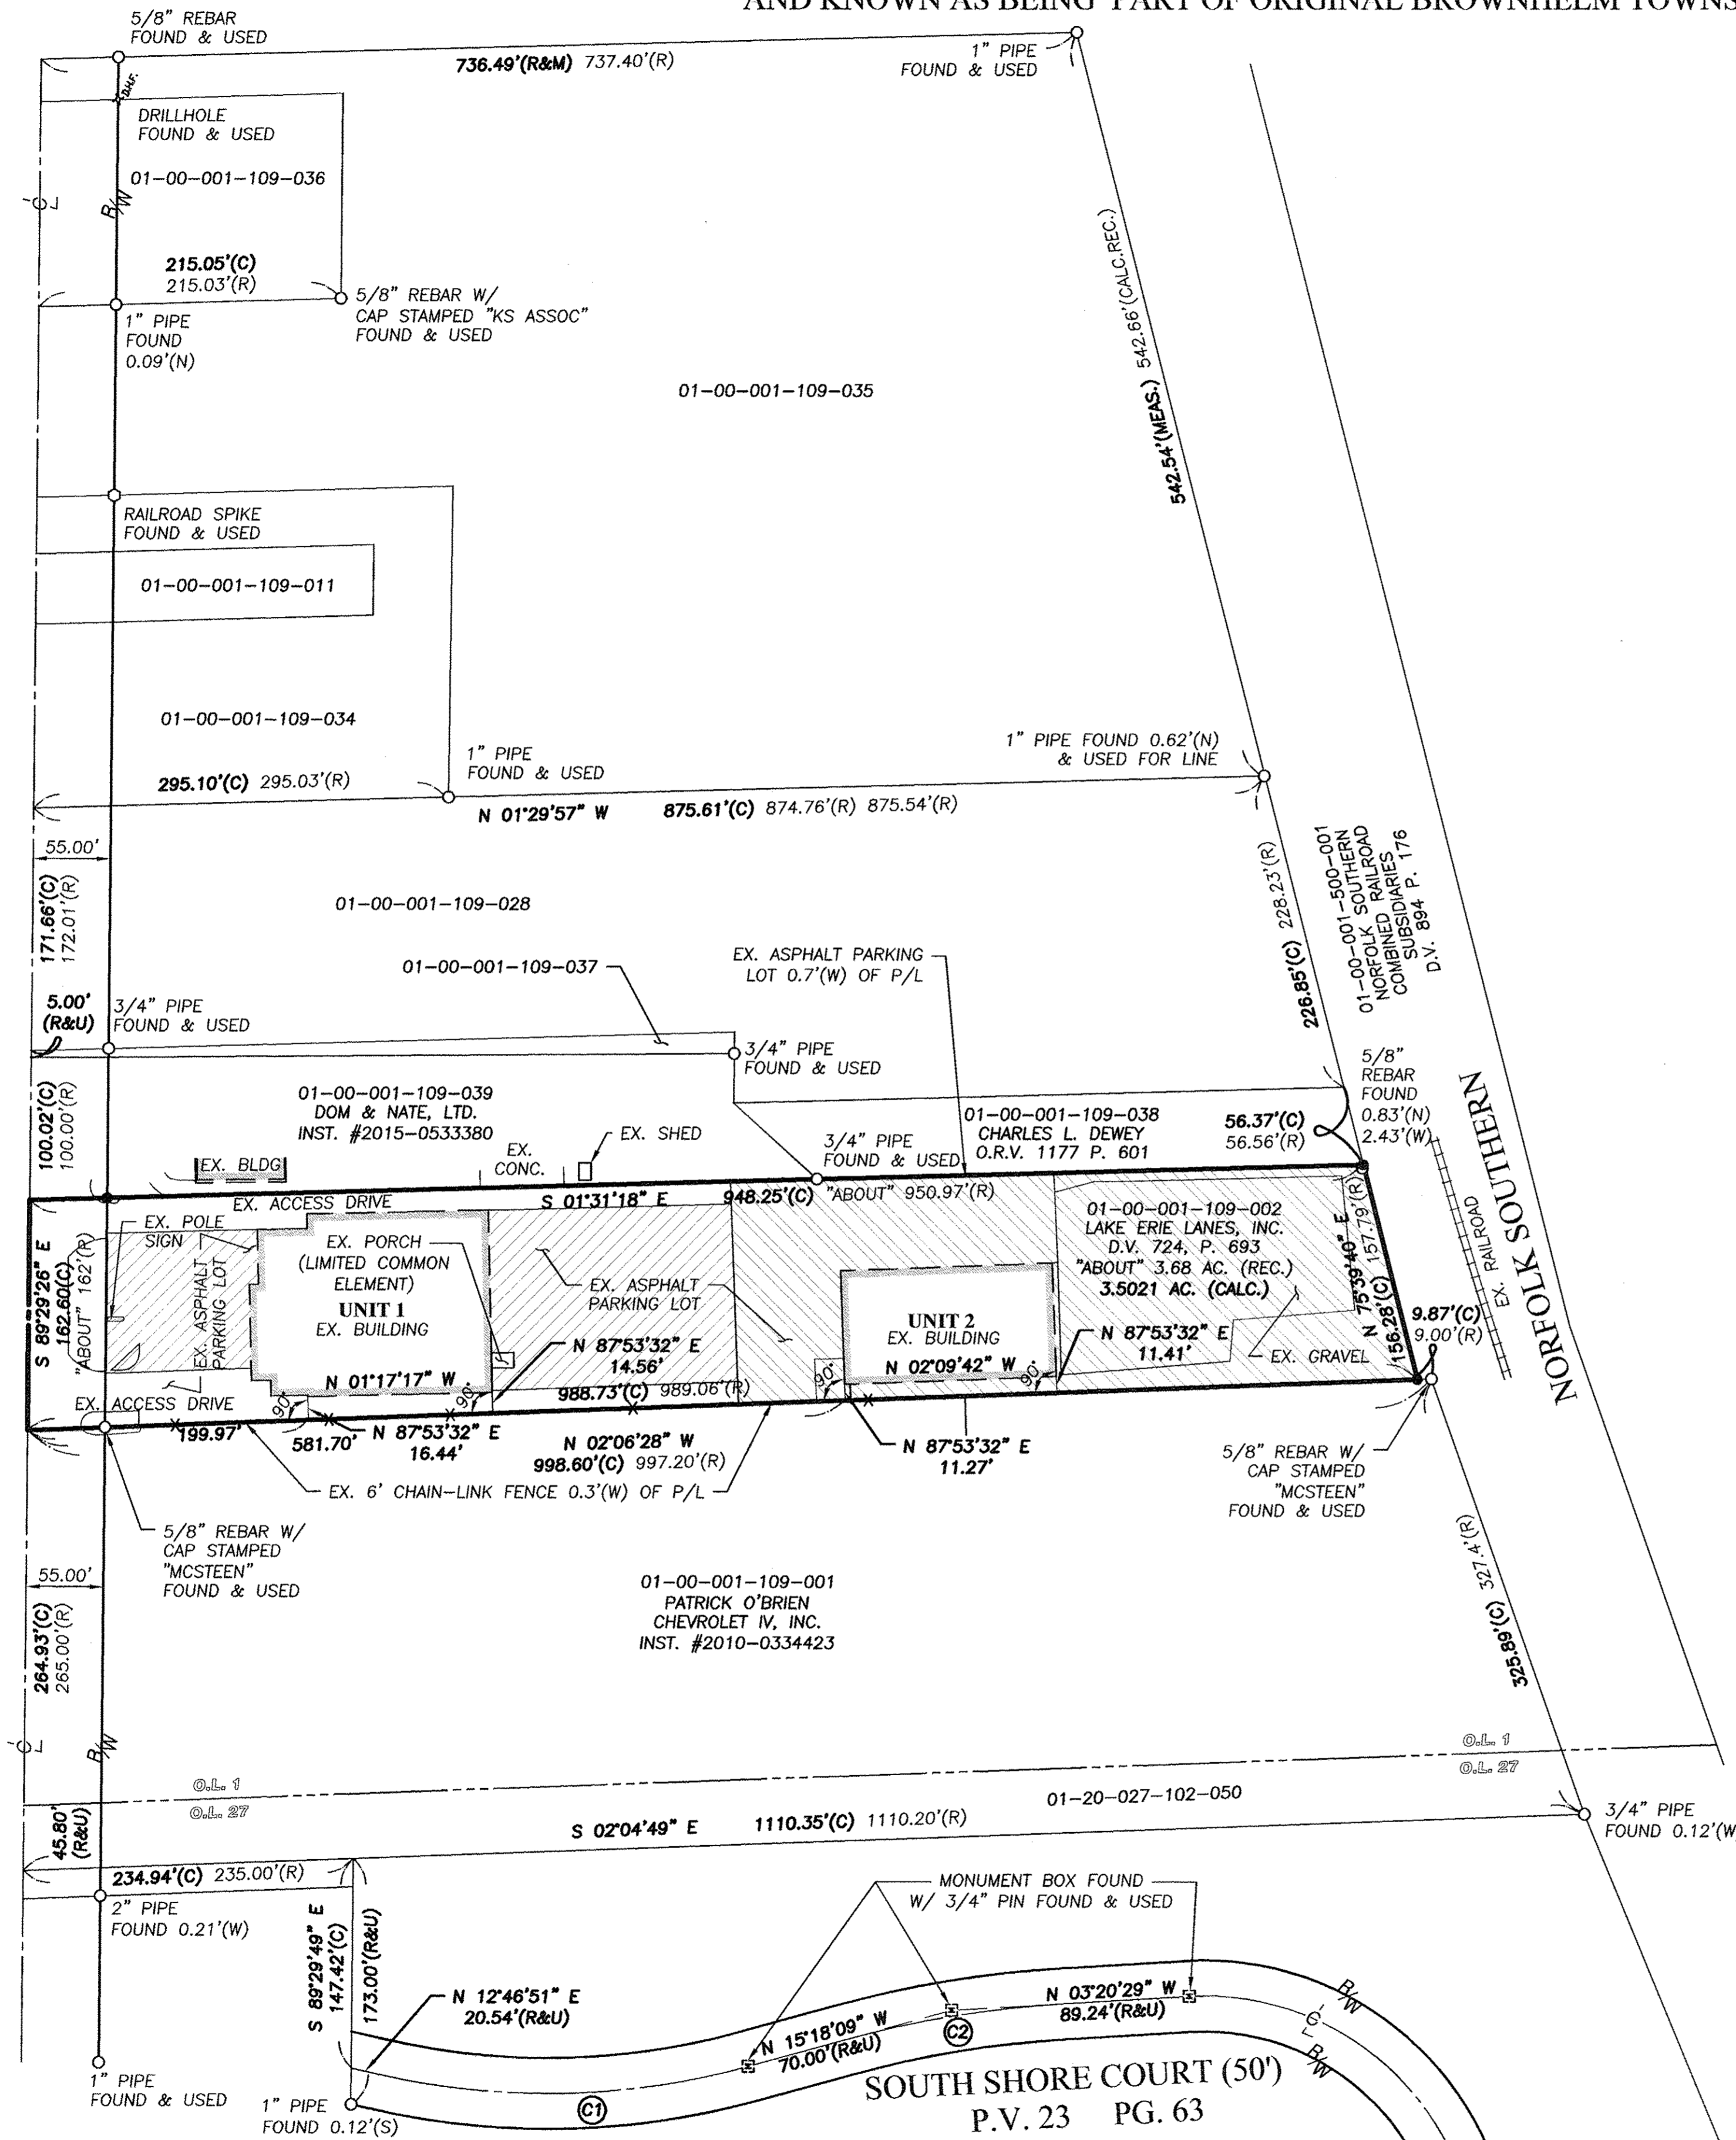 AND KNOWN AS BEING PART OF ORIGINAL BROWNHELM TOWNS
5/8" REBAR
FOUND & USED
736.49'(R&M) 737.40'(R)
1" PIPE
FOUND & USED
D.H.F.
DRILLHOLE
FOUND & USED
01-00-001-109-036
CL
R/W
215.05'(C)
215.03'(R)
5/8" REBAR W/
CAP STAMPED "KS ASSOC"
FOUND & USED
1" PIPE
FOUND
0.09'(N)
542.54'(MEAS.) 542.66'(CALC.REC.)
01-00-001-109-035
RAILROAD SPIKE
FOUND & USED
01-00-001-109-011
01-00-001-109-034
295.10'(C) 295.03'(R)
1" PIPE
FOUND & USED
1" PIPE FOUND 0.62'(N)
& USED FOR LINE
N 01°29'57" W 875.61'(C) 874.76'(R) 875.54'(R)
55.00'
171.66'(C)
172.01'(R)
01-00-001-109-028
226.85'(C) 228.23'(R)
01-00-001-500-001
NORFOLK SOUTHERN
COMBINED RAILROAD
SUBSIDIARIES
D.V. 894 P. 176
01-00-001-109-037
EX. ASPHALT PARKING
LOT 0.7'(W) OF P/L
5.00'
(R&U)
3/4" PIPE
FOUND & USED
3/4" PIPE
FOUND & USED
5/8"
REBAR
FOUND
0.83'(N)
2.43'(W)
100.02'(C)
100.00'(R)
01-00-001-109-039
DOM & NATE, LTD.
INST. #2015-0533380
EX. SHED
EX.
CONC.
EX. BLDG
3/4" PIPE
FOUND & USED
01-00-001-109-038
CHARLES L. DEWEY
O.R.V. 1177 P. 601
56.37'(C)
56.56'(R)
NORFOLK SOUTHERN
EX. RAILROAD
EX. ACCESS DRIVE
S 01°31'18" E
948.25'(C) "ABOUT" 950.97'(R)
S 89°29'26" E
162.60(C)
"ABOUT" 162'(R)
EX. POLE
SIGN
EX. ASPHALT
PARKING LOT
EX. PORCH
(LIMITED COMMON
ELEMENT)
UNIT 1
EX. BUILDING
N 01°17'17" W
EX. ASPHALT
PARKING LOT
N 87°53'32" E
14.56'
988.73'(C) 989.06'(R)
UNIT 2
EX. BUILDING
N 02°09'42" W
01-00-001-109-002
LAKE ERIE LANES, INC.
D.V. 724, P. 693
"ABOUT" 3.68 AC. (REC.)
3.5021 AC. (CALC.)
N 87°53'32" E
11.41'
EX. GRAVEL
N 75°39'40" E
156.28'(C) 157.79'(R)
9.87'(C)
9.00'(R)
EX. ACCESS DRIVE
90°
90°
90°
90°
199.97'
581.70'
N 87°53'32" E
16.44'
N 02°06'28" W
998.60'(C) 997.20'(R)
N 87°53'32" E
11.27'
EX. 6' CHAIN-LINK FENCE 0.3'(W) OF P/L
5/8" REBAR W/
CAP STAMPED
"MCSTEEN"
FOUND & USED
5/8" REBAR W/
CAP STAMPED
"MCSTEEN"
FOUND & USED
55.00'
264.93'(C)
265.00'(R)
01-00-001-109-001
PATRICK O'BRIEN
CHEVROLET IV, INC.
INST. #2010-0334423
325.89'(C) 327.4'(R)
CL
R/W
O.L. 1
O.L. 27
O.L. 1
O.L. 27
01-20-027-102-050
45.80'
(R&U)
S 02°04'49" E 1110.35'(C) 1110.20'(R)
3/4" PIPE
FOUND 0.12'(W
234.94'(C) 235.00'(R)
2" PIPE
FOUND 0.21'(W)
MONUMENT BOX FOUND
W/ 3/4" PIN FOUND & USED
S 89°29'49" E
147.42'(C)
173.00'(R&U)
N 12°46'51" E
20.54'(R&U)
N 15°18'09" W
70.00'(R&U)
C2
N 03°20'29" W
89.24'(R&U)
R/W
CL
R/W
1" PIPE
FOUND & USED
1" PIPE
FOUND 0.12'(S)
C1
SOUTH SHORE COURT (50')
P.V. 23 PG. 63